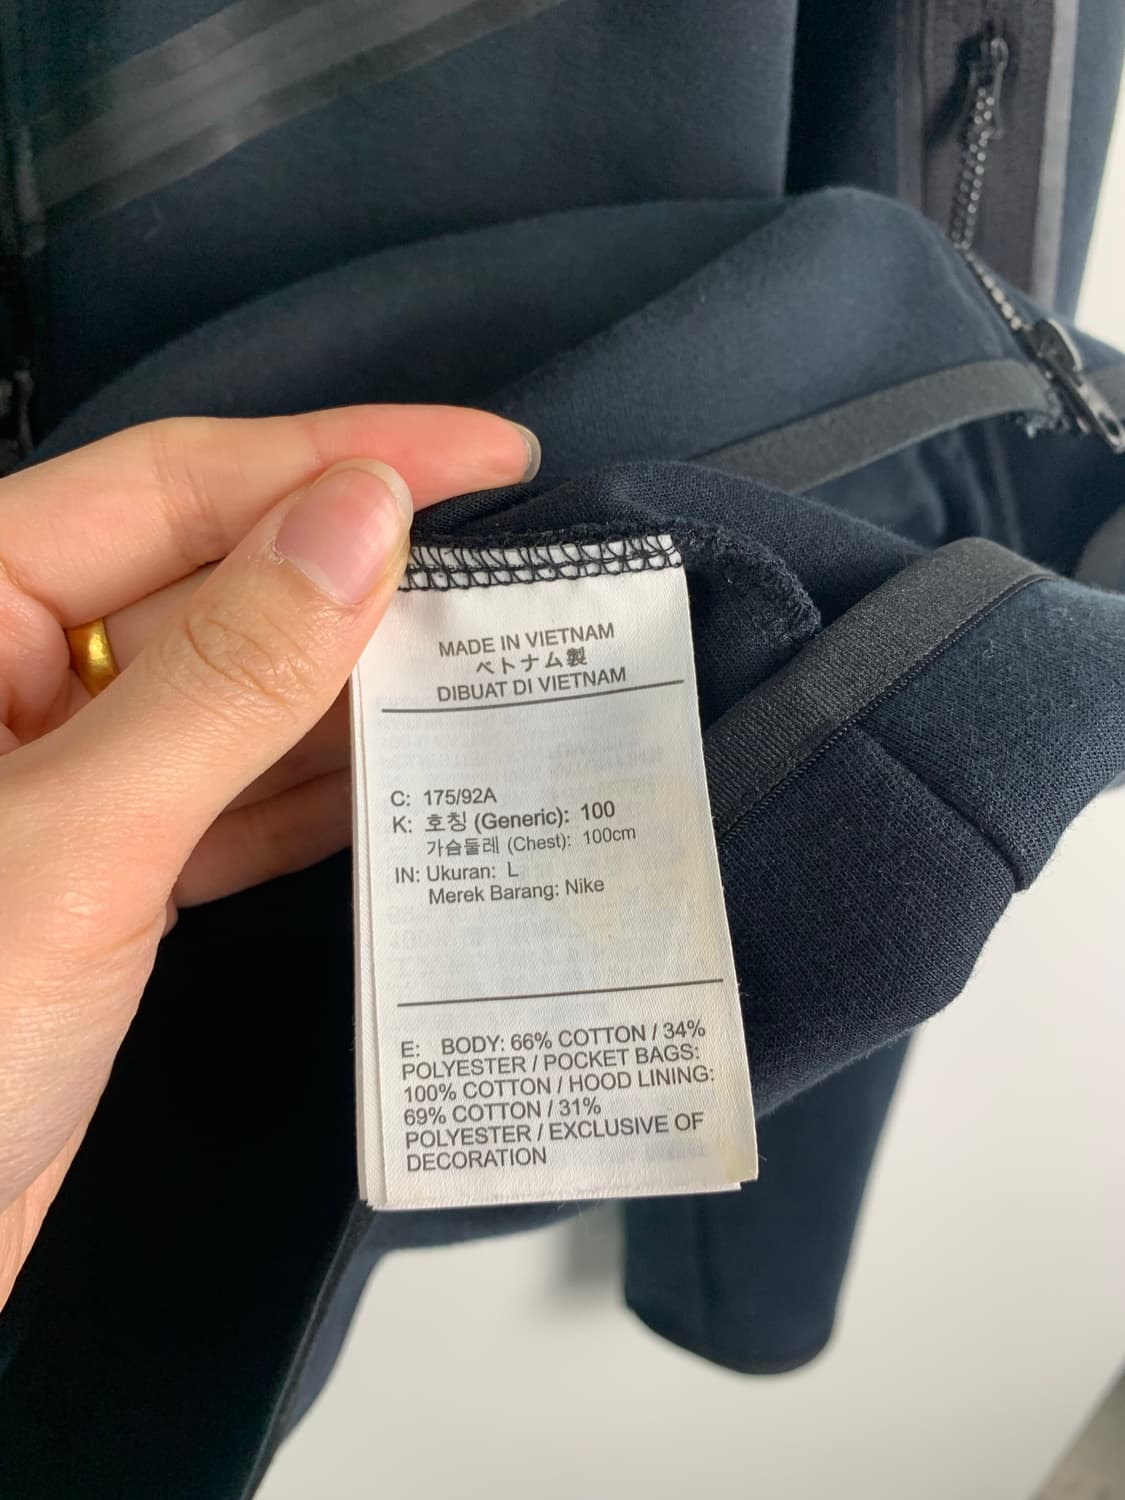 MADE IN VIETNAM
ベトナム製
DIBUAT DI VIETNAM
C: 175/92A
K: 호칭 (Generic): 100
가슴둘레 (Chest): 100cm
IN: Ukuran: L
Merek Barang: Nike
E: BODY: 66% COTTON / 34%
POLYESTER / POCKET BAGS:
100% COTTON / HOOD LINING:
69% COTTON / 31%
POLYESTER / EXCLUSIVE OF
DECORATION